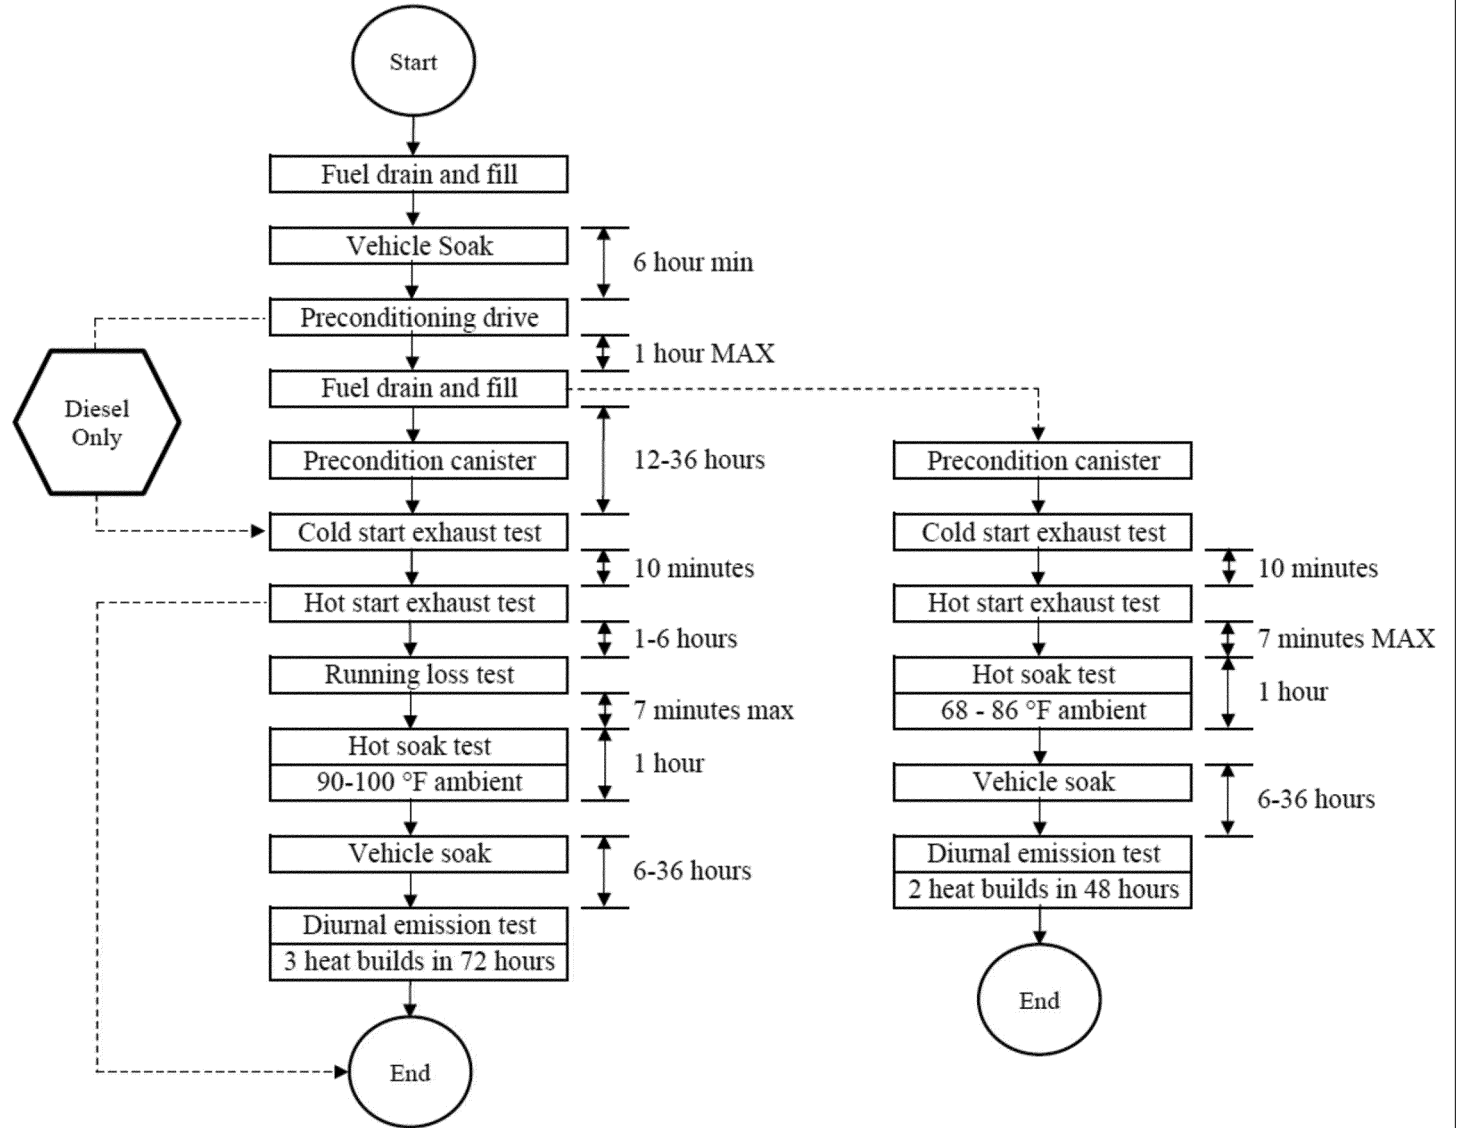 Start
Fuel drain and fill
Vehicle Soak
6 hour min
Preconditioning drive
1 hour MAX
Fuel drain and fill
Diesel
Only
Precondition canister
12-36 hours
Cold start exhaust test
10 minutes
Hot start exhaust test
1-6 hours
Running loss test
7 minutes max
Hot soak test
90-100 °F ambient
1 hour
Vehicle soak
6-36 hours
Diurnal emission test
3 heat builds in 72 hours
End
Precondition canister
Cold start exhaust test
10 minutes
Hot start exhaust test
7 minutes MAX
Hot soak test
68 - 86 °F ambient
1 hour
Vehicle soak
6-36 hours
Diurnal emission test
2 heat builds in 48 hours
End